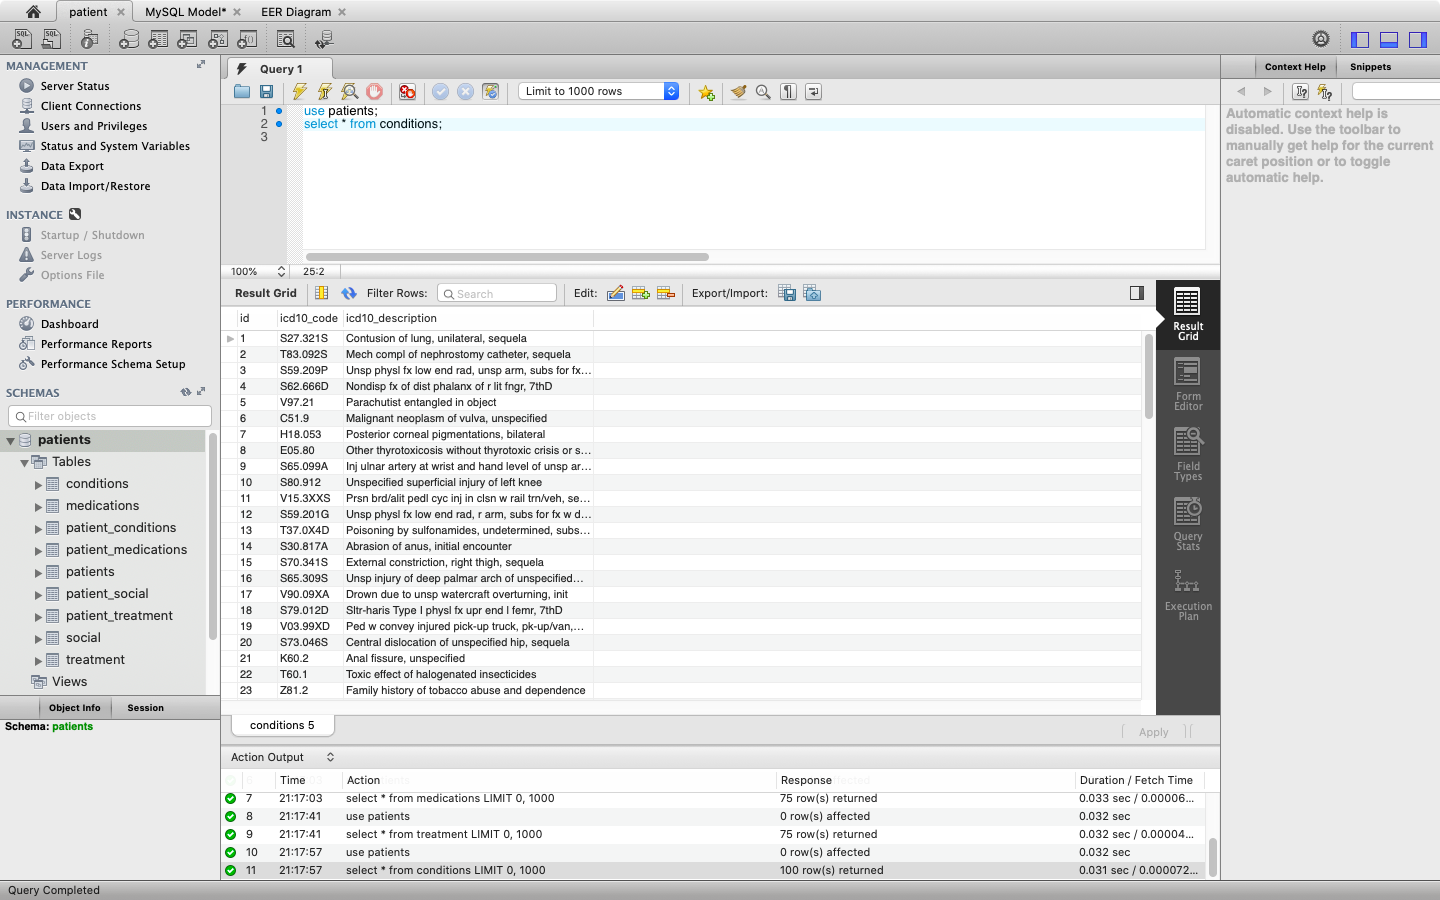 patient
MySQL Model*
EER Diagram
MANAGEMENT
Server Status
Client Connections
Users and Privileges
Status and System Variables
Data Export
Data Import/Restore
INSTANCE
Startup / Shutdown
Server Logs
Options File
PERFORMANCE
Dashboard
Performance Reports
Performance Schema Setup
SCHEMAS
Filter objects
patients
Tables
conditions
medications
patient_conditions
patient_medications
patients
patient_social
patient_treatment
social
treatment
Views
Object Info Session
Schema: patients
Query 1
Limit to 1000 rows
1 use patients;
2 select * from conditions;
3
100% 25:2
Result Grid Filter Rows: Search Edit: Export/Import:
id icd10_code icd10_description
1 S27.321S Contusion of lung, unilateral, sequela
2 T83.092S Mech compl of nephrostomy catheter, sequela
3 S59.209P Unsp physl fx low end rad, unsp arm, subs for fx...
4 S62.666D Nondisp fx of dist phalanx of r lit fngr, 7thD
5 V97.21 Parachutist entangled in object
6 C51.9 Malignant neoplasm of vulva, unspecified
7 H18.053 Posterior corneal pigmentations, bilateral
8 E05.80 Other thyrotoxicosis without thyrotoxic crisis or s...
9 S65.099A Inj ulnar artery at wrist and hand level of unsp ar...
10 S80.912 Unspecified superficial injury of left knee
11 V15.3XXS Prsn brd/alit pedl cyc inj in clsn w rail trn/veh, se...
12 S59.201G Unsp physl fx low end rad, r arm, subs for fx w d...
13 T37.0X4D Poisoning by sulfonamides, undetermined, subs...
14 S30.817A Abrasion of anus, initial encounter
15 S70.341S External constriction, right thigh, sequela
16 S65.309S Unsp injury of deep palmar arch of unspecified...
17 V90.09XA Drown due to unsp watercraft overturning, init
18 S79.012D Sltr-haris Type I physl fx upr end l femr, 7thD
19 V03.99XD Ped w convey injured pick-up truck, pk-up/van,...
20 S73.046S Central dislocation of unspecified hip, sequela
21 K60.2 Anal fissure, unspecified
22 T60.1 Toxic effect of halogenated insecticides
23 Z81.2 Family history of tobacco abuse and dependence
Result
Grid
Form
Editor
Field
Types
Query
Stats
Execution
Plan
conditions 5
Apply
Action Output
Time Action Response Duration / Fetch Time
7 21:17:03 select * from medications LIMIT 0, 1000 75 row(s) returned 0.033 sec / 0.00006...
8 21:17:41 use patients 0 row(s) affected 0.032 sec
9 21:17:41 select * from treatment LIMIT 0, 1000 75 row(s) returned 0.032 sec / 0.00004...
10 21:17:57 use patients 0 row(s) affected 0.032 sec
11 21:17:57 select * from conditions LIMIT 0, 1000 100 row(s) returned 0.031 sec / 0.000072...
Context Help Snippets
Automatic context help is
disabled. Use the toolbar to
manually get help for the current
caret position or to toggle
automatic help.
Query Completed